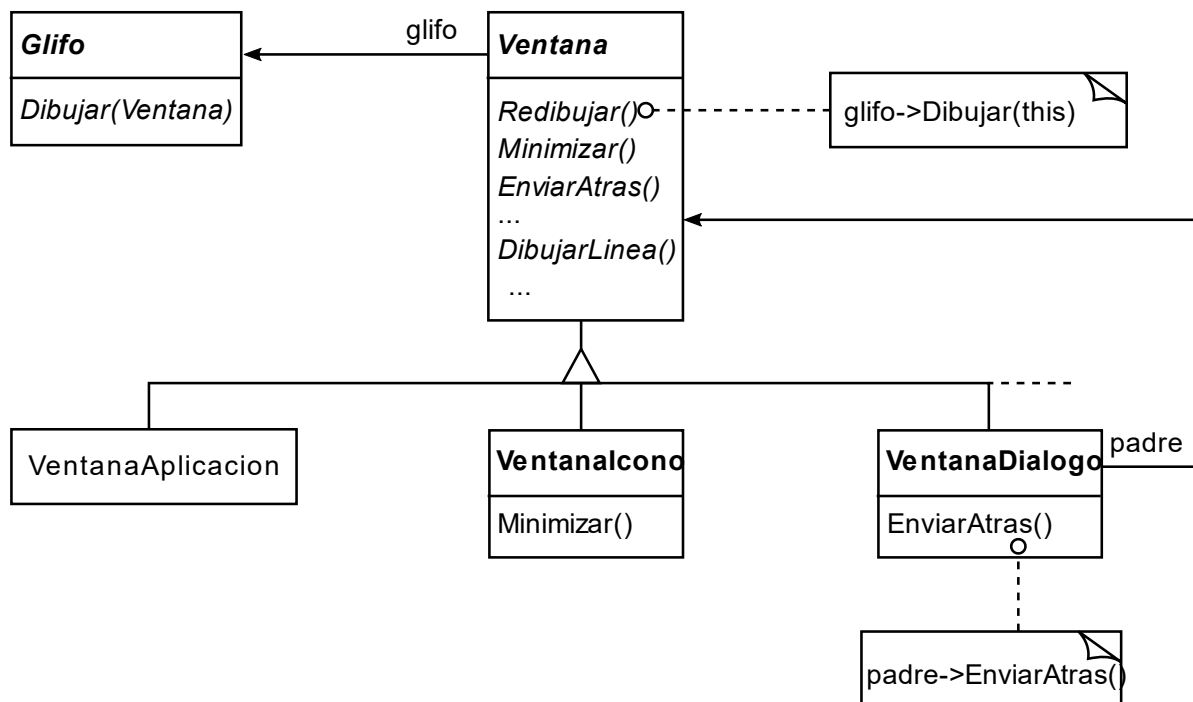 Glifo
Dibujar(Ventana)
glifo
Ventana
Redibujar()
Minimizar()
EnviarAtras()
...
DibujarLinea()
...
glifo->Dibujar(this)
VentanaAplicacion
VentanaIcono
Minimizar()
VentanaDialogo
EnviarAtras()
padre
padre->EnviarAtras()